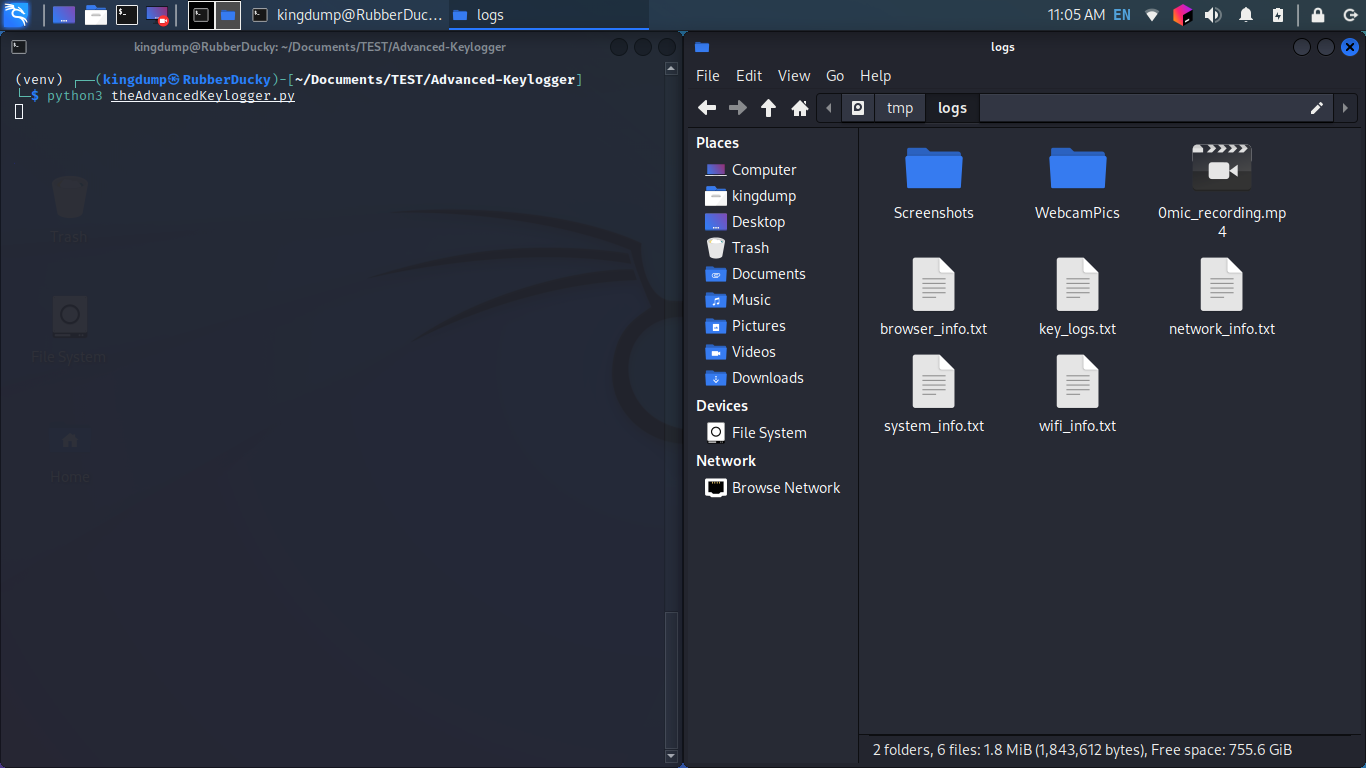 kingdump@RubberDuc...
logs
11:05 AM
EN
kingdump@RubberDucky: ~/Documents/TEST/Advanced-Keylogger
(venv) ┌──(kingdump㉿RubberDucky)-[~/Documents/TEST/Advanced-Keylogger]
└─$ python3 theAdvancedKeylogger.py
Trash
File System
Home
logs
File Edit View Go Help
tmp logs
Places
Computer
kingdump
Desktop
Trash
Documents
Music
Pictures
Videos
Downloads
Devices
File System
Network
Browse Network
Screenshots
WebcamPics
0mic_recording.mp
4
browser_info.txt
key_logs.txt
network_info.txt
system_info.txt
wifi_info.txt
2 folders, 6 files: 1.8 MiB (1,843,612 bytes), Free space: 755.6 GiB